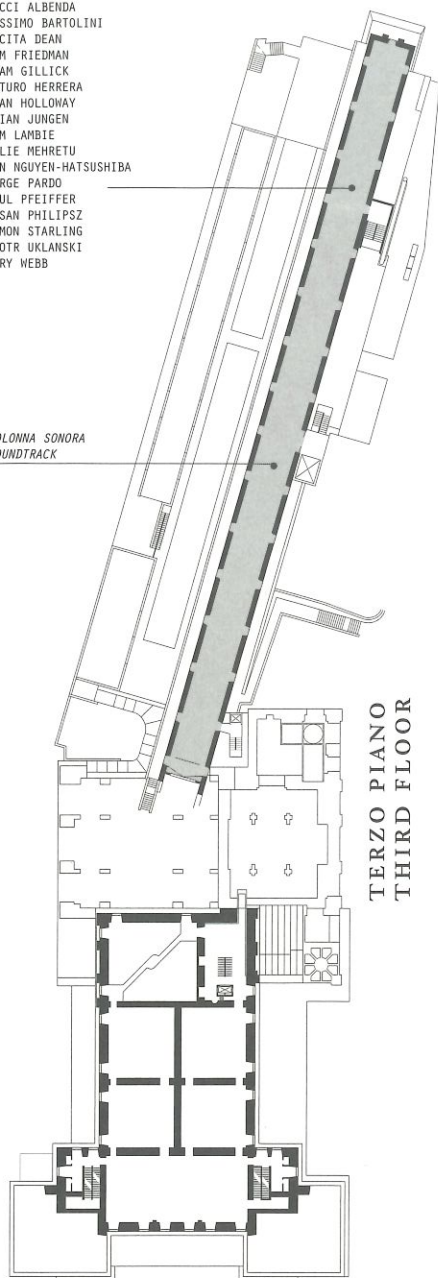 CCI ALBENDA
SSIMO BARTOLINI
CITA DEAN
M FRIEDMAN
AM GILLICK
TURO HERRERA
AN HOLLOWAY
IAN JUNGEN
M LAMBIE
LIE MEHRETU
N NGUYEN-HATSUSHIBA
RGE PARDO
UL PFEIFFER
SAN PHILIPSZ
MON STARLING
OTR UKLANSKI
RY WEBB
OLONNA SONORA
OUNDTRACK
TERZO PIANO
THIRD FLOOR